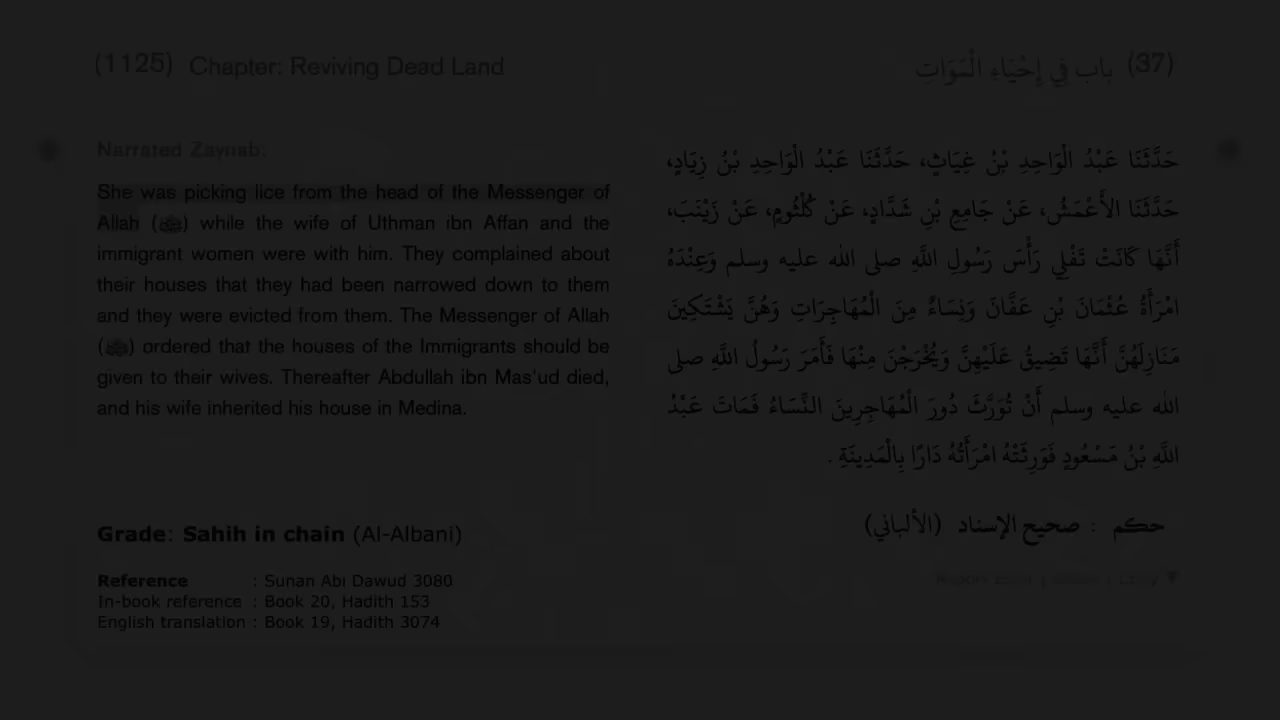 (1125) Chapter: Reviving Dead Land
(37) باب فِي إِحْيَاءِ الْمَوَاتِ
Narrated Zaynab:
She was picking lice from the head of the Messenger of
Allah (ﷺ) while the wife of Uthman ibn Affan and the
immigrant women were with him. They complained about
their houses that they had been narrowed down to them
and they were evicted from them. The Messenger of Allah
(ﷺ) ordered that the houses of the Immigrants should be
given to their wives. Thereafter Abdullah ibn Mas'ud died,
and his wife inherited his house in Medina.
حَدَّثَنَا عَبْدُ الْوَاحِدِ بْنُ غِيَاثٍ، حَدَّثَنَا عَبْدُ الْوَاحِدِ بْنُ زِيَادٍ،
حَدَّثَنَا الأَعْمَشُ، عَنْ جَامِعِ بْنِ شَدَّادٍ، عَنْ كُلْثُومٍ، عَنْ زَيْنَبَ،
أَنَّهَا كَانَتْ تَفْلِي رَأْسَ رَسُولِ اللَّهِ صلى الله عليه وسلم وَعِنْدَهُ
امْرَأَةُ عُثْمَانَ بْنِ عَفَّانَ وَنِسَاءٌ مِنَ الْمُهَاجِرَاتِ وَهُنَّ يَشْتَكِينَ
مَنَازِلَهُنَّ أَنَّهَا تَضِيقُ عَلَيْهِنَّ وَيُخْرَجْنَ مِنْهَا فَأَمَرَ رَسُولُ اللَّهِ صلى
الله عليه وسلم أَنْ تُوَرَّثَ دُورَ الْمُهَاجِرِينَ النِّسَاءُ فَمَاتَ عَبْدُ
اللَّهِ بْنُ مَسْعُودٍ فَوَرِثَتْهُ امْرَأَتُهُ دَارًا بِالْمَدِينَةِ .
Grade: Sahih in chain (Al-Albani)
حكم : صحيح الإسناد (الألباني)
Reference : Sunan Abi Dawud 3080
In-book reference : Book 20, Hadith 153
English translation : Book 19, Hadith 3074